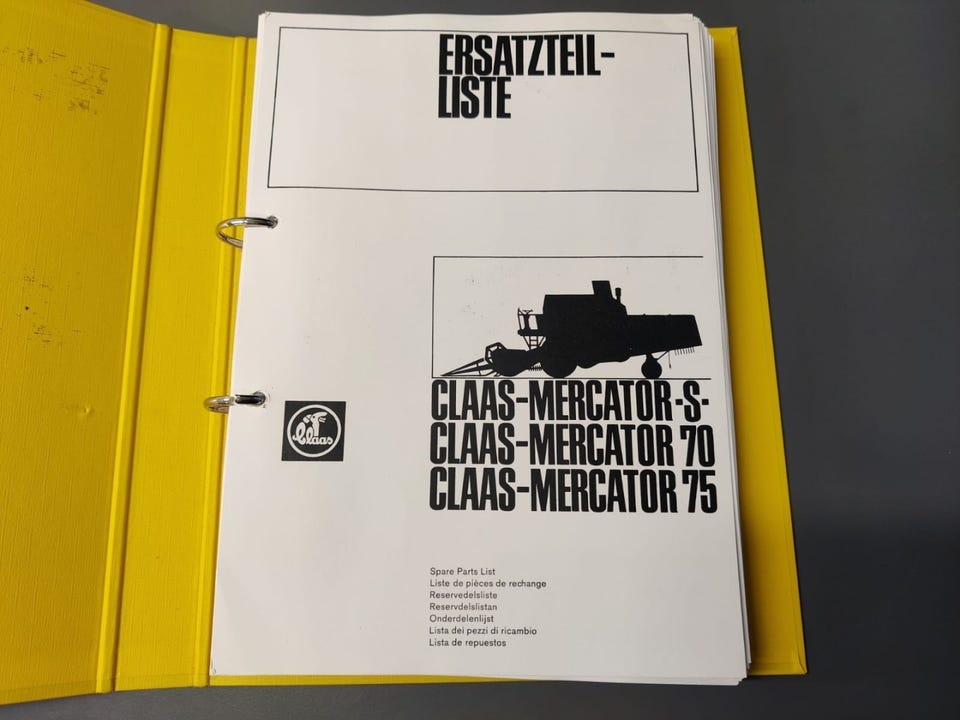 ERSATZTEIL-
LISTE
Claas
CLAAS-MERCATOR-S-
CLAAS-MERCATOR 70
CLAAS-MERCATOR 75
Spare Parts List
Liste de pièces de rechange
Reservedelsliste
Reservdelslistan
Onderdelenlijst
Lista dei pezzi di ricambio
Lista de repuestos